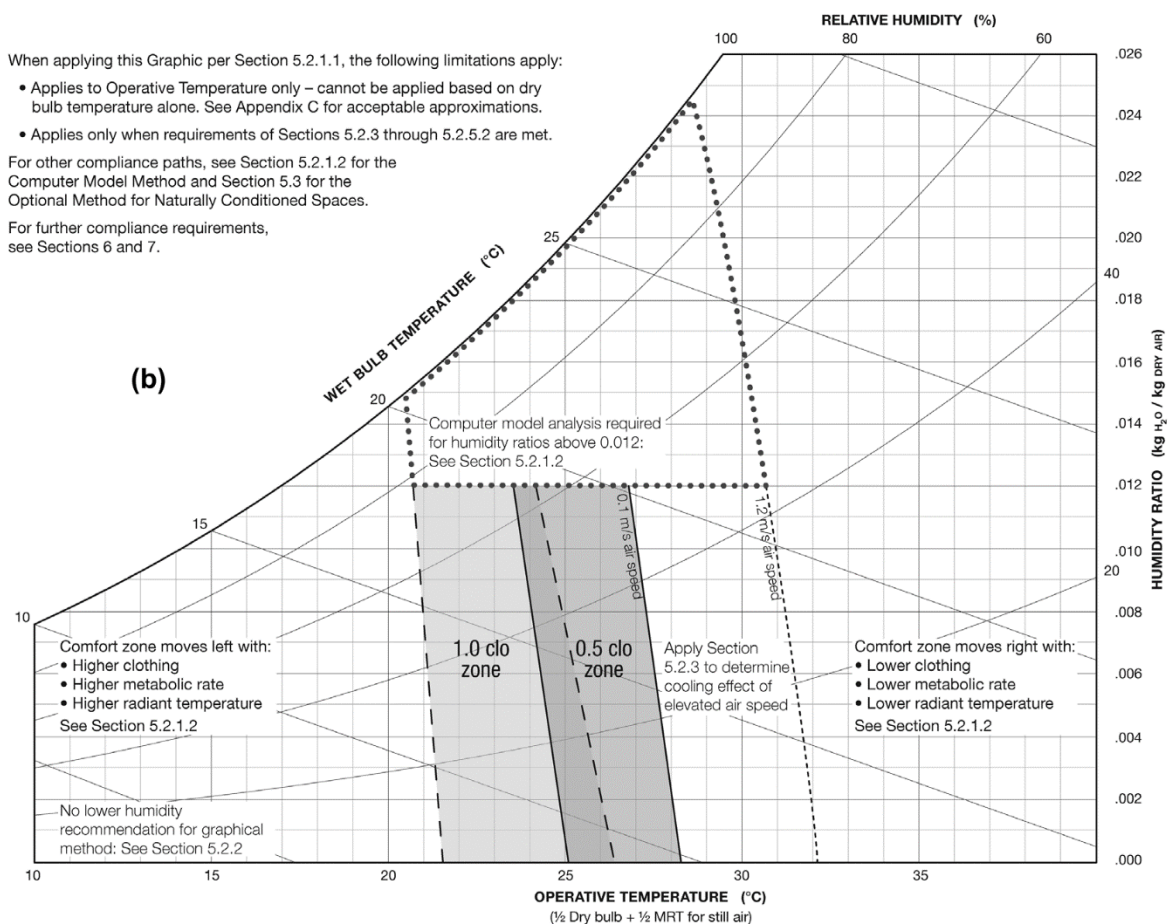 RELATIVE HUMIDITY (%)
100 80 60
When applying this Graphic per Section 5.2.1.1, the following limitations apply:
• Applies to Operative Temperature only – cannot be applied based on dry
bulb temperature alone. See Appendix C for acceptable approximations.
• Applies only when requirements of Sections 5.2.3 through 5.2.5.2 are met.
For other compliance paths, see Section 5.2.1.2 for the
Computer Model Method and Section 5.3 for the
Optional Method for Naturally Conditioned Spaces.
For further compliance requirements,
see Sections 6 and 7.
(b)
WET BULB TEMPERATURE (°C)
25
20
15
10
Computer model analysis required
for humidity ratios above 0.012:
See Section 5.2.1.2
0.1 m/s air speed
1.2 m/s air speed
1.0 clo
zone
0.5 clo
zone
Comfort zone moves left with:
• Higher clothing
• Higher metabolic rate
• Higher radiant temperature
See Section 5.2.1.2
Apply Section
5.2.3 to determine
cooling effect of
elevated air speed
Comfort zone moves right with:
• Lower clothing
• Lower metabolic rate
• Lower radiant temperature
See Section 5.2.1.2
No lower humidity
recommendation for graphical
method: See Section 5.2.2
.026
.024
.022
.020
40
.018
.016
.014
.012
.010
20
.008
.006
.004
.002
.000
HUMIDITY RATIO (kg H₂O / kg DRY AIR)
10 15 20 25 30 35
OPERATIVE TEMPERATURE (°C)
(½ Dry bulb + ½ MRT for still air)